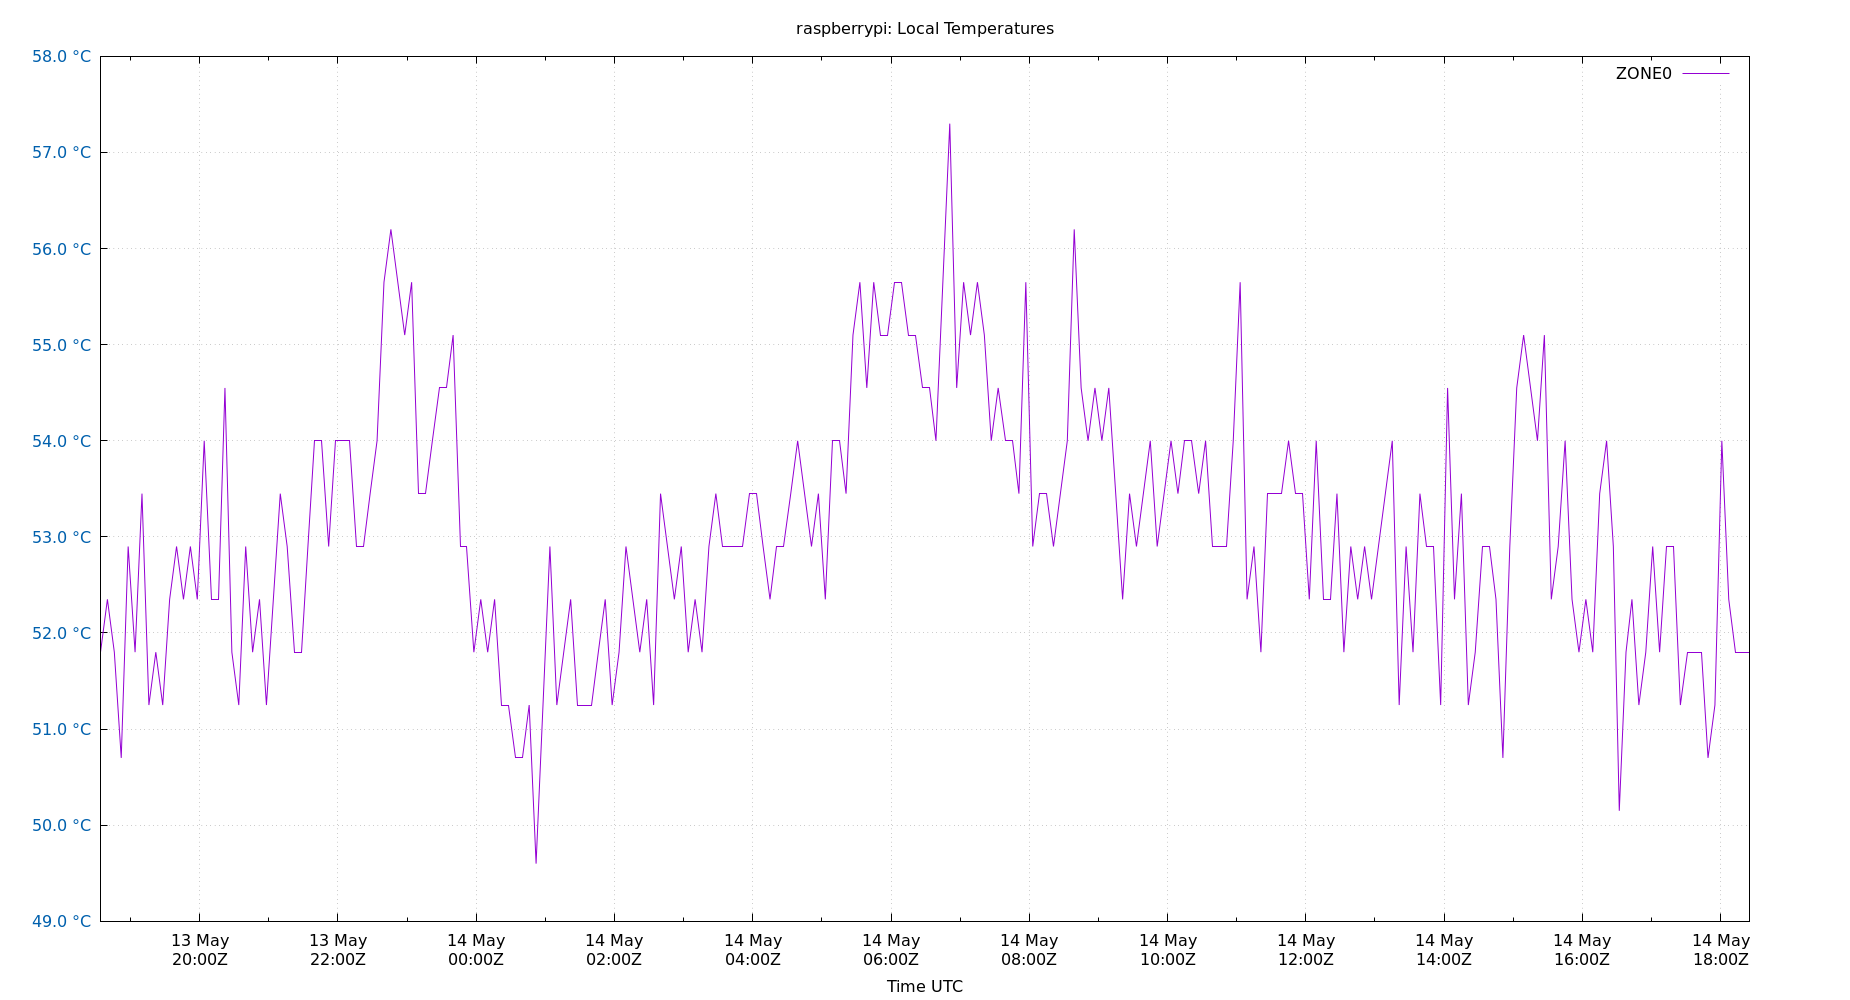 raspberrypi: Local Temperatures
58.0 °C
ZONE0
57.0 °C
56.0 °C
55.0 °C
54.0 °C
53.0 °C
52.0 °C
51.0 °C
50.0 °C
49.0 °C
13 May 13 May 14 May 14 May 14 May 14 May 14 May 14 May 14 May 14 May 14 May 14 May
20:00Z 22:00Z 00:00Z 02:00Z 04:00Z 06:00Z 08:00Z 10:00Z 12:00Z 14:00Z 16:00Z 18:00Z
Time UTC